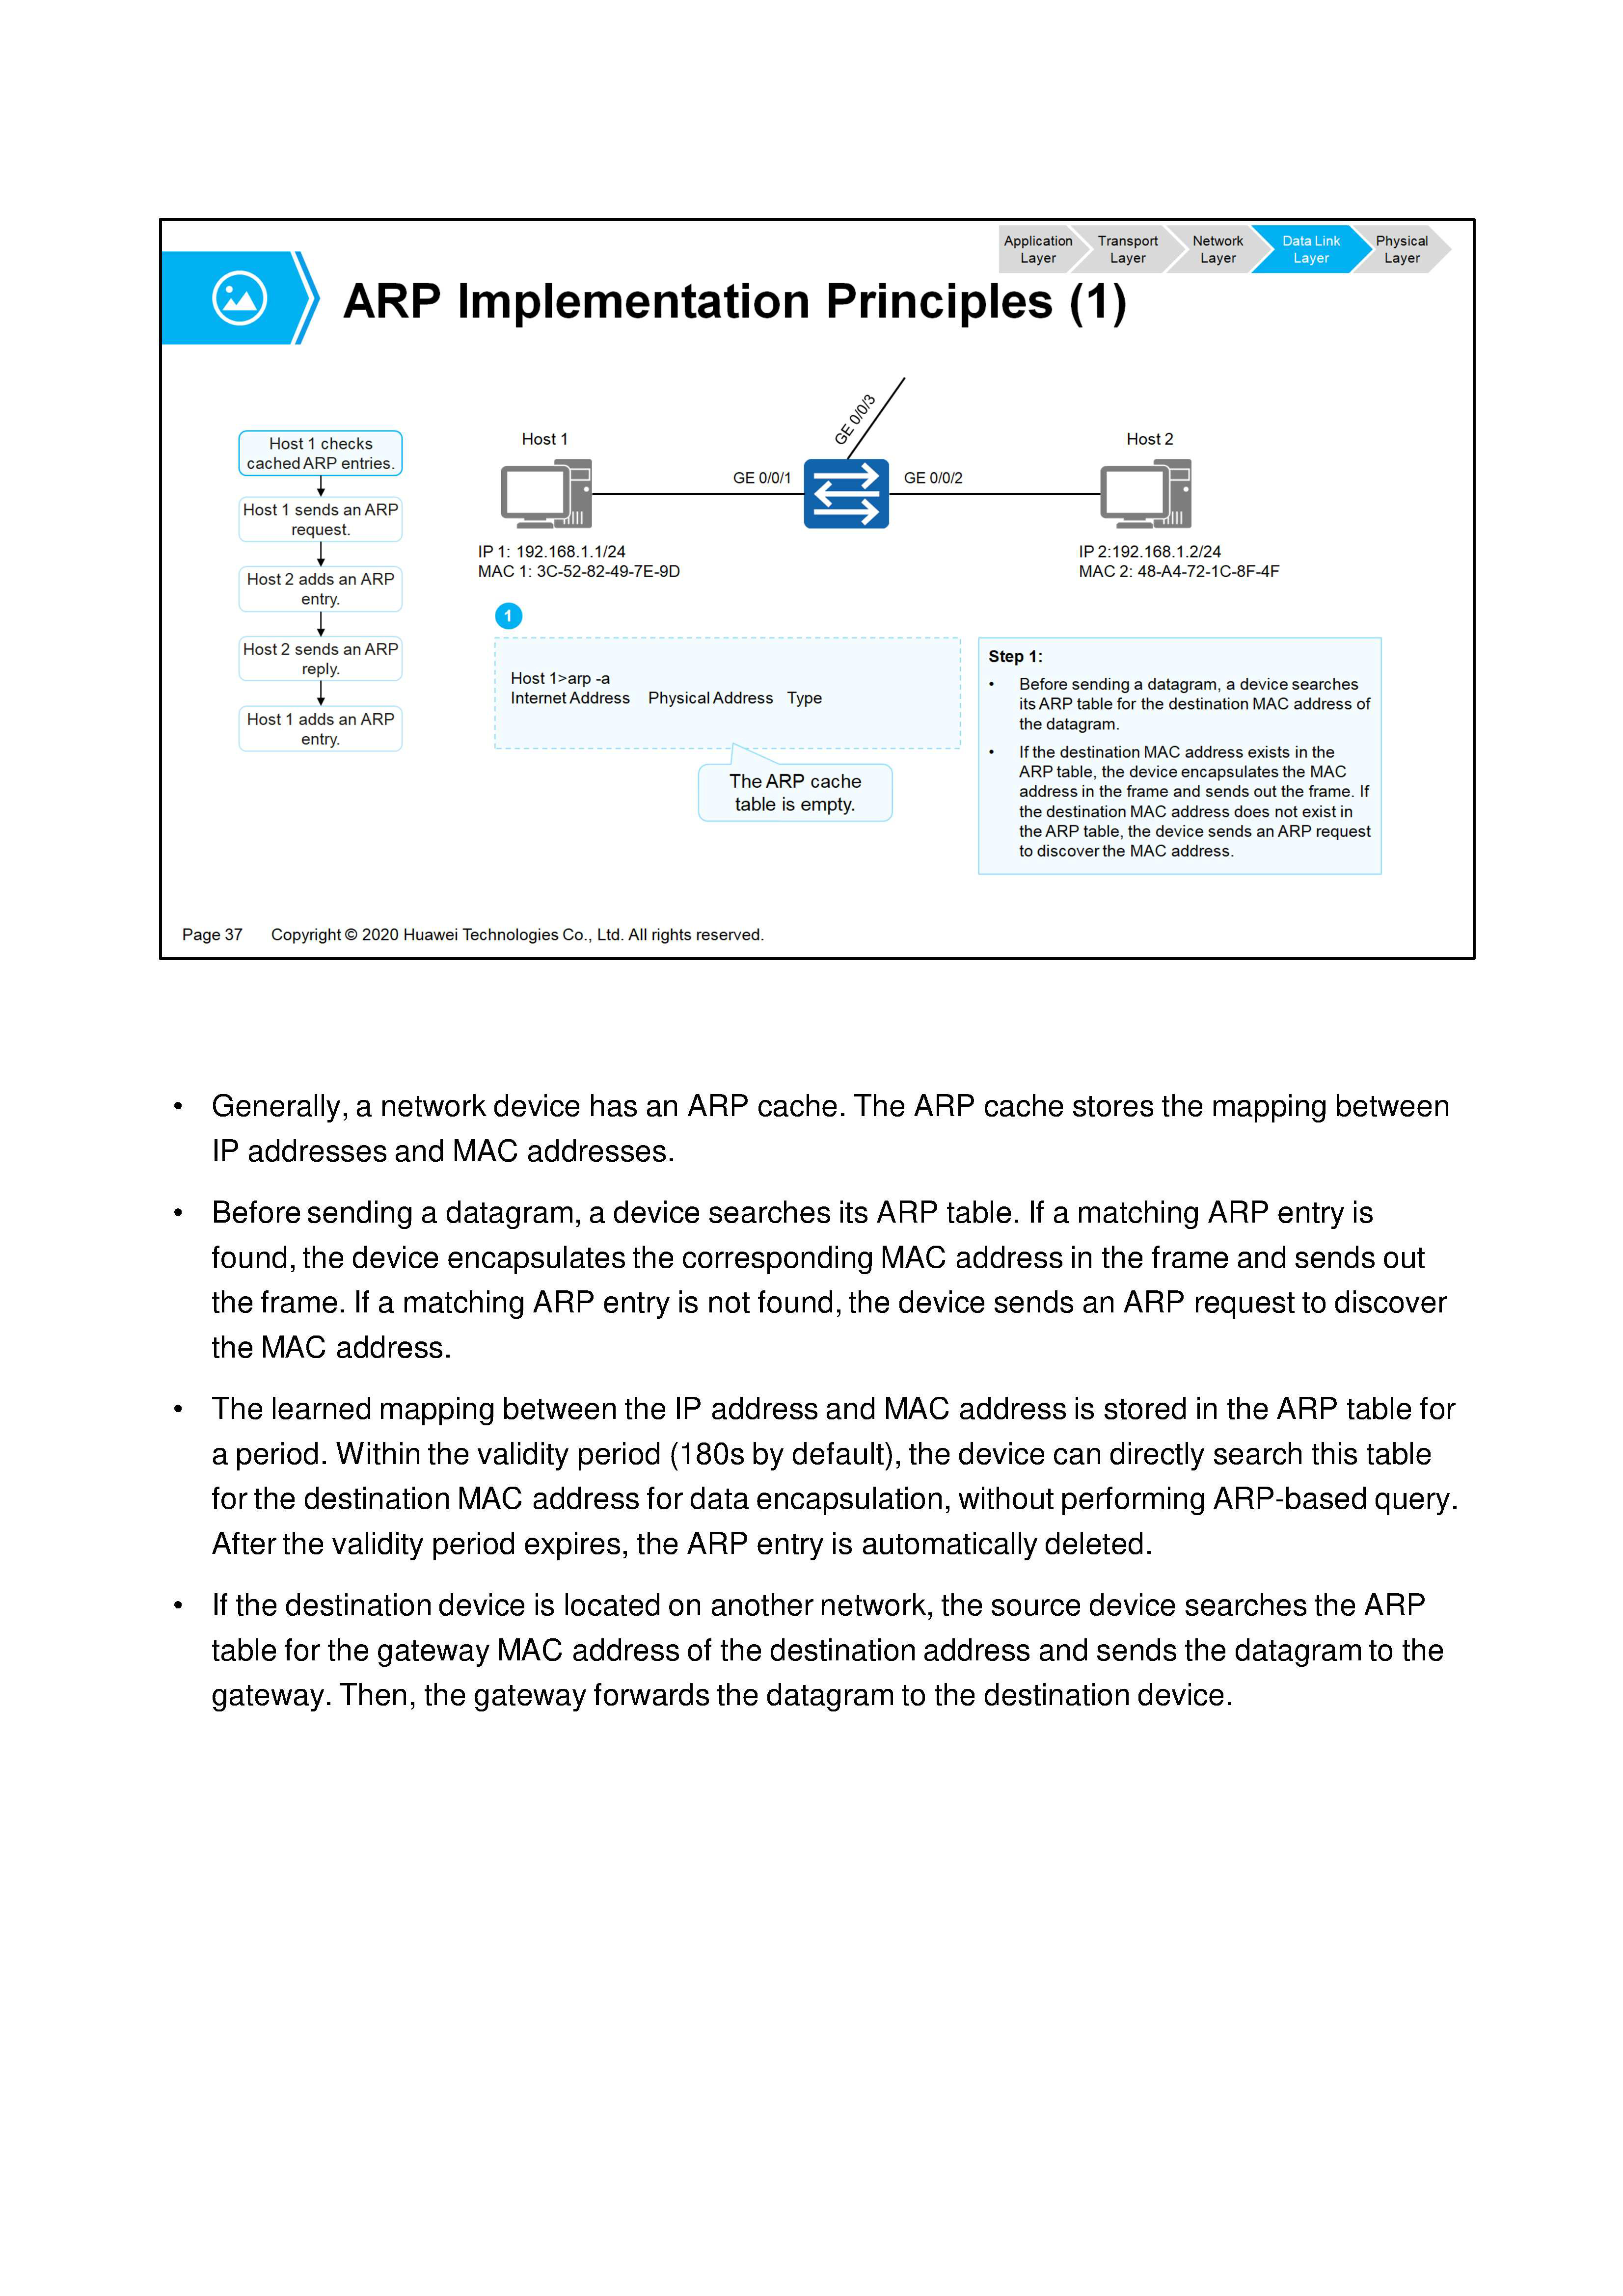 Application Layer
Transport Layer
Network Layer
Data Link Layer
Physical Layer
ARP Implementation Principles (1)
Host 1 checks
cached ARP entries.
Host 1 sends an ARP
request.
Host 2 adds an ARP
entry.
Host 2 sends an ARP
reply.
Host 1 adds an ARP
entry.
GE 0/0/3
Host 1
GE 0/0/1
GE 0/0/2
Host 2
IP 1: 192.168.1.1/24
MAC 1: 3C-52-82-49-7E-9D
IP 2:192.168.1.2/24
MAC 2: 48-A4-72-1C-8F-4F
1
Host 1>arp -a
Internet Address Physical Address Type
The ARP cache
table is empty.
Step 1:
• Before sending a datagram, a device searches
its ARP table for the destination MAC address of
the datagram.
• If the destination MAC address exists in the
ARP table, the device encapsulates the MAC
address in the frame and sends out the frame. If
the destination MAC address does not exist in
the ARP table, the device sends an ARP request
to discover the MAC address.
Page 37 Copyright © 2020 Huawei Technologies Co., Ltd. All rights reserved.
• Generally, a network device has an ARP cache. The ARP cache stores the mapping between
IP addresses and MAC addresses.
• Before sending a datagram, a device searches its ARP table. If a matching ARP entry is
found, the device encapsulates the corresponding MAC address in the frame and sends out
the frame. If a matching ARP entry is not found, the device sends an ARP request to discover
the MAC address.
• The learned mapping between the IP address and MAC address is stored in the ARP table for
a period. Within the validity period (180s by default), the device can directly search this table
for the destination MAC address for data encapsulation, without performing ARP-based query.
After the validity period expires, the ARP entry is automatically deleted.
• If the destination device is located on another network, the source device searches the ARP
table for the gateway MAC address of the destination address and sends the datagram to the
gateway. Then, the gateway forwards the datagram to the destination device.